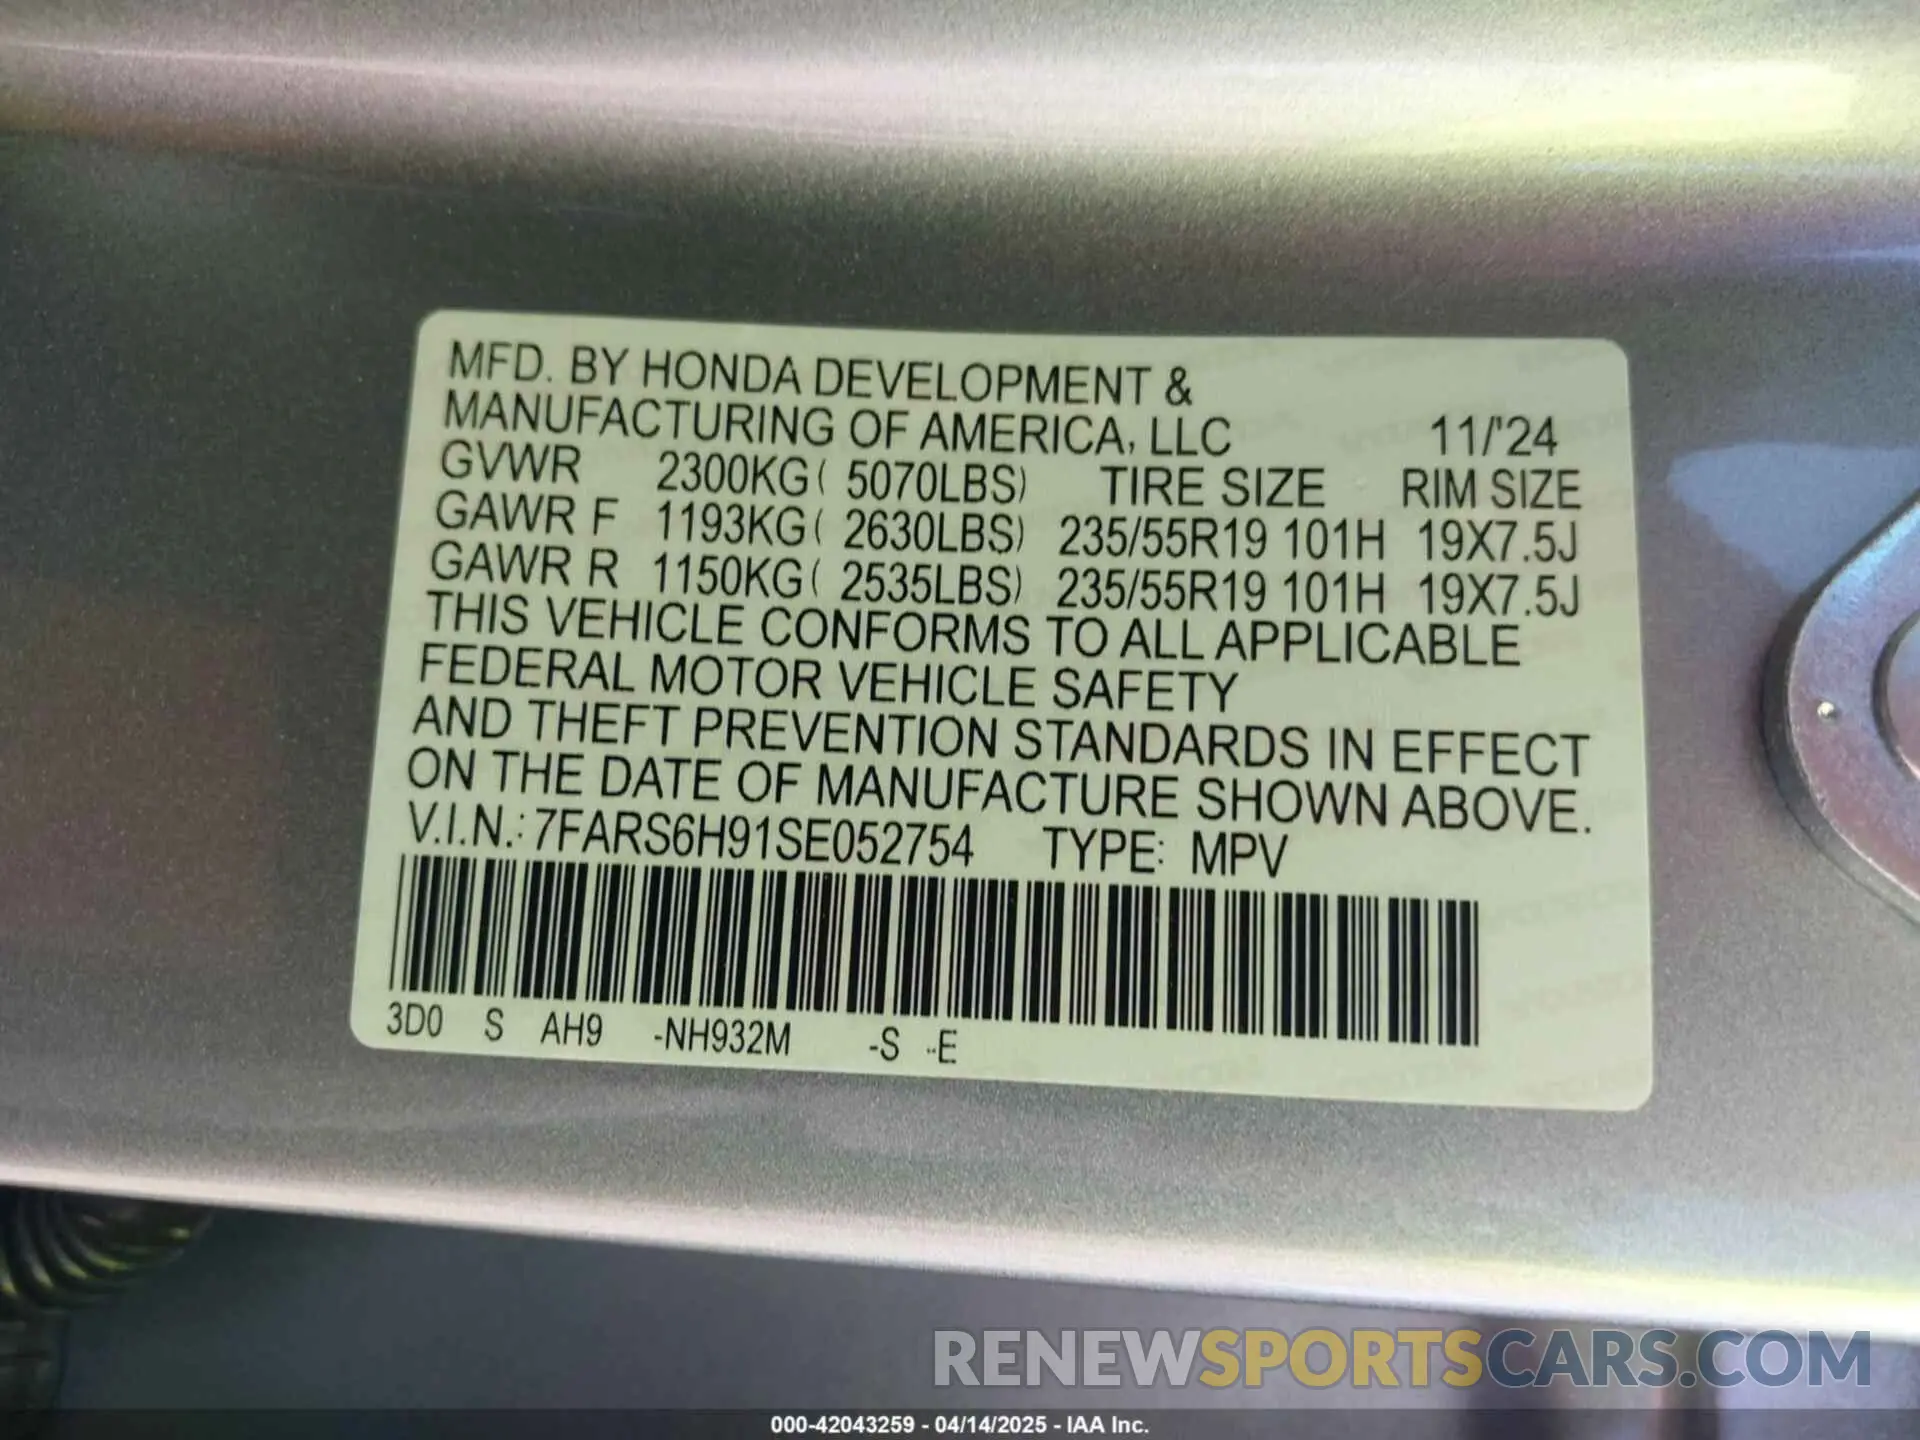 MFD. BY HONDA DEVELOPMENT &
MANUFACTURING OF AMERICA, LLC 11/'24
GVWR 2300KG( 5070LBS) TIRE SIZE RIM SIZE
GAWR F 1193KG( 2630LBS) 235/55R19 101H 19X7.5J
GAWR R 1150KG( 2535LBS) 235/55R19 101H 19X7.5J
THIS VEHICLE CONFORMS TO ALL APPLICABLE
FEDERAL MOTOR VEHICLE SAFETY
AND THEFT PREVENTION STANDARDS IN EFFECT
ON THE DATE OF MANUFACTURE SHOWN ABOVE.
V.I.N.: 7FARS6H91SE052754 TYPE: MPV
3D0 S AH9 -NH932M -S --E
RENEWSPORTSCARS.COM
000-42043259 - 04/14/2025 - IAA Inc.